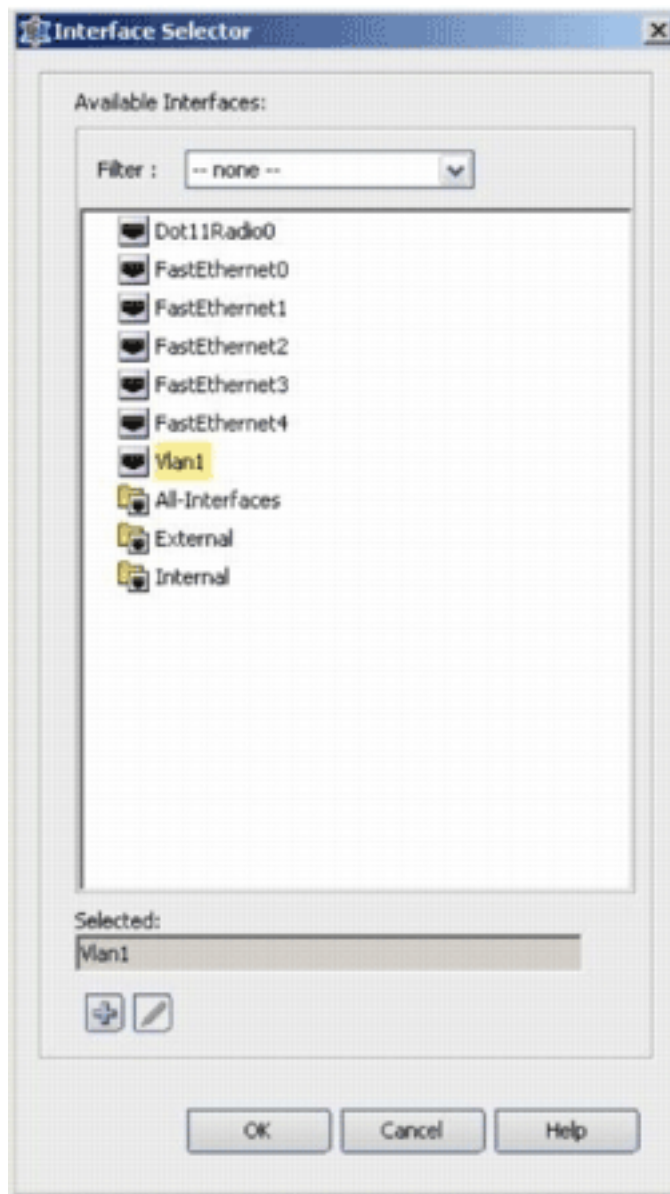 Interface Selector
Available Interfaces:
Filter : -- none --
Dot11Radio0
FastEthernet0
FastEthernet1
FastEthernet2
FastEthernet3
FastEthernet4
Vlan1
All-Interfaces
External
Internal
Selected:
Vlan1
OK Cancel Help